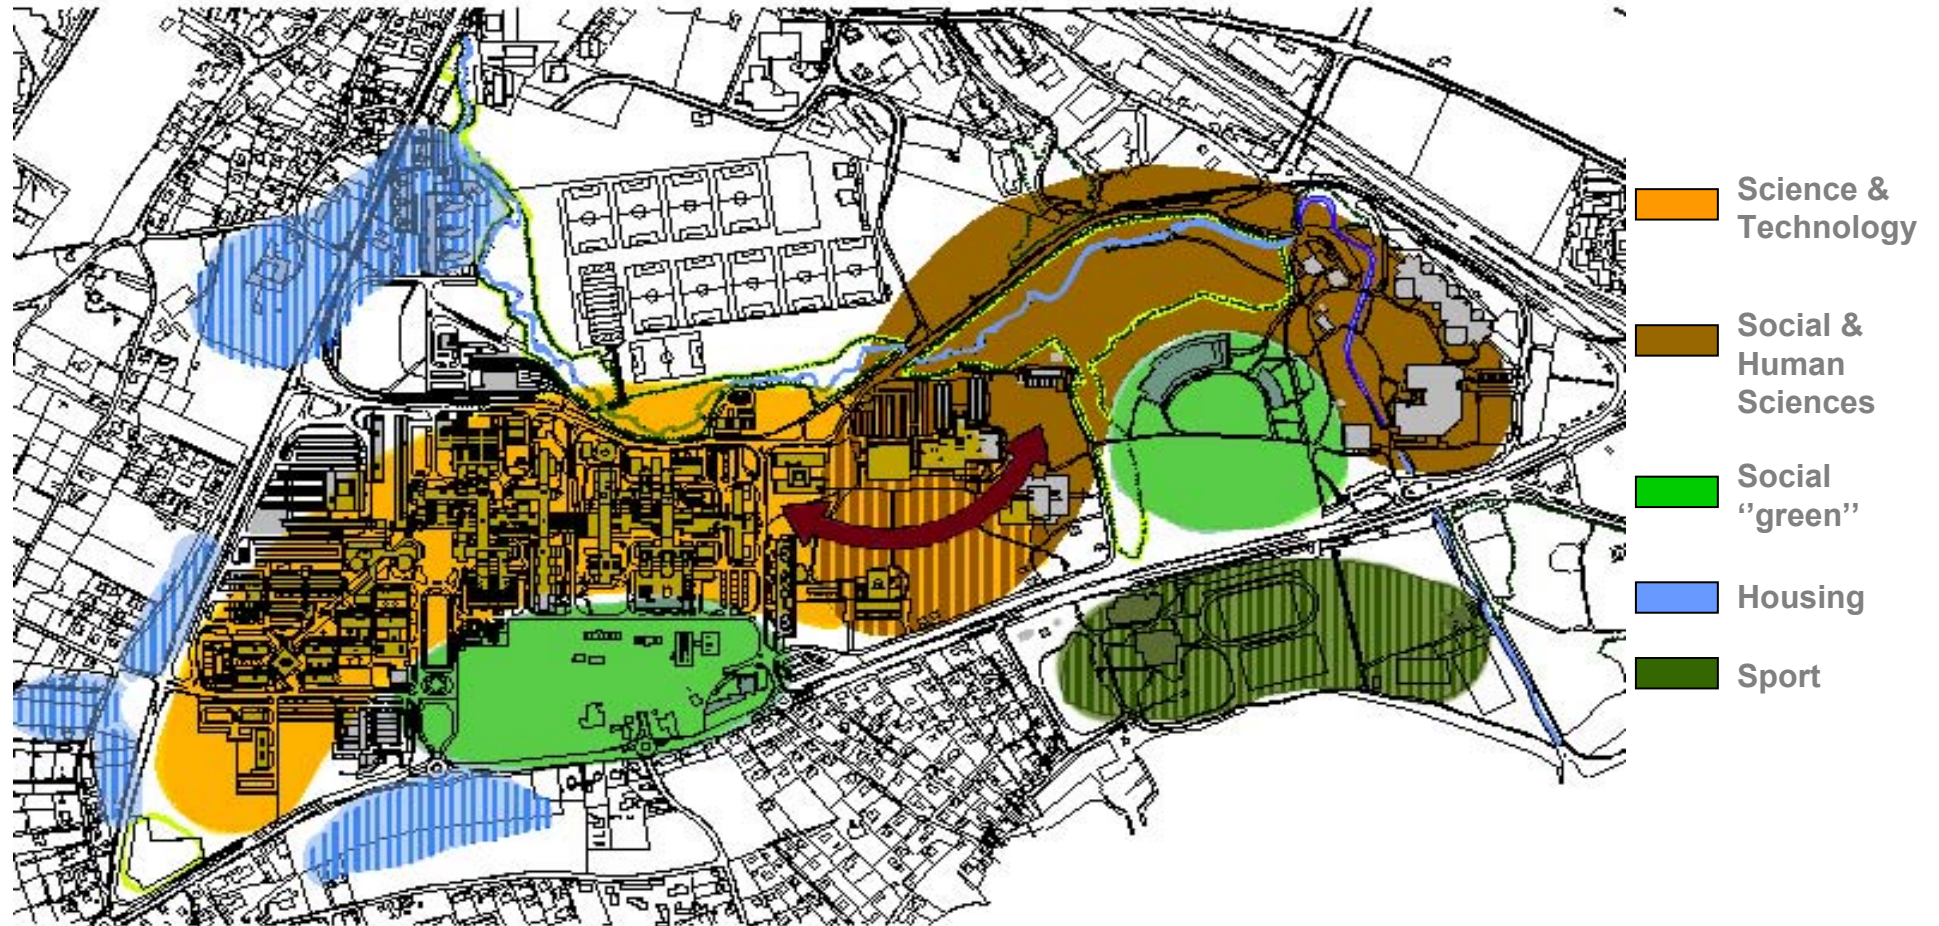 Science &
Technology
Social &
Human
Sciences
Social
‘’green’’
Housing
Sport